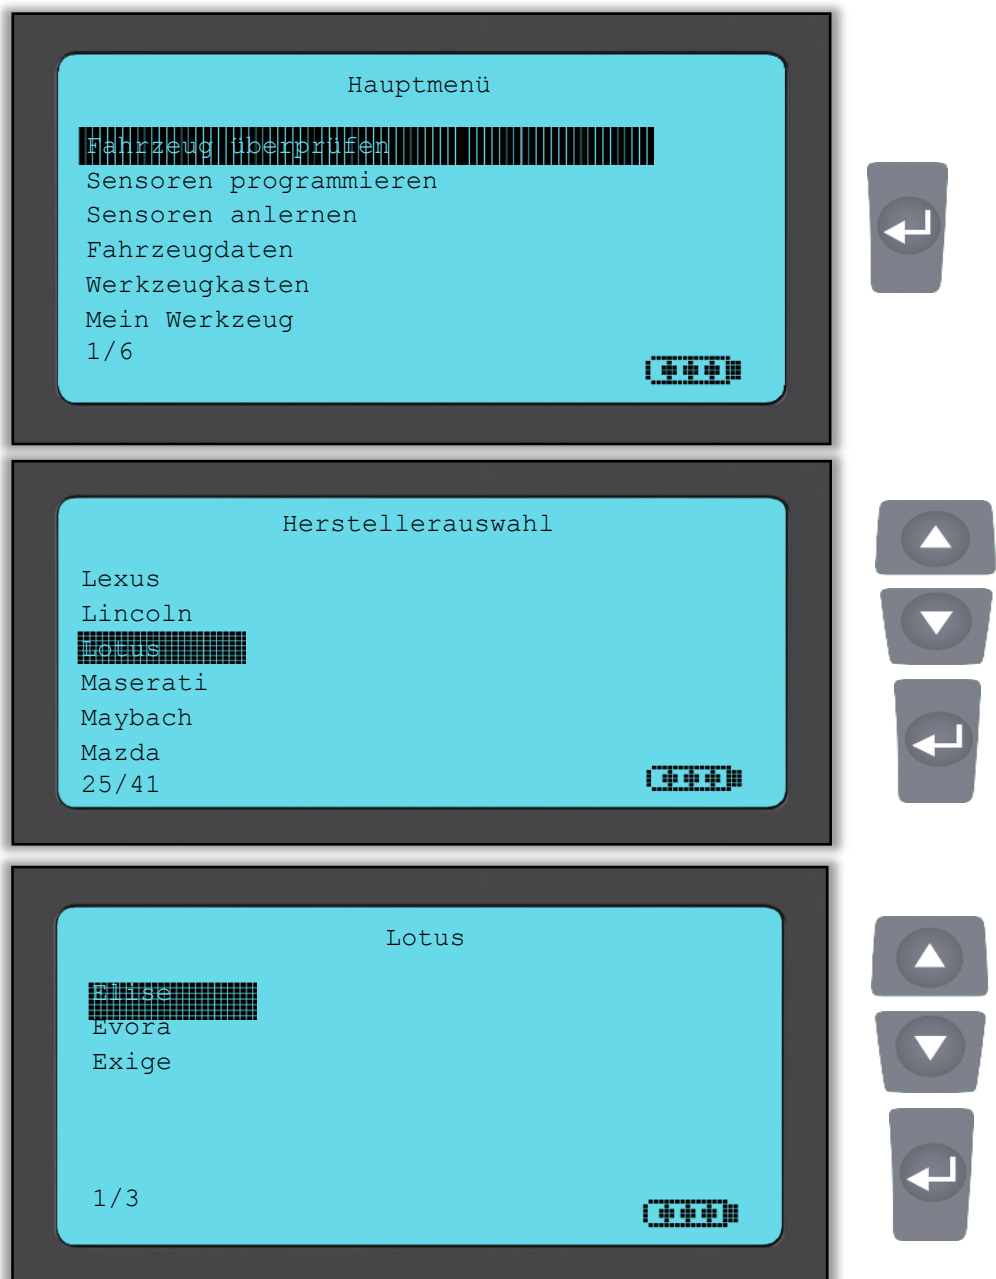 Hauptmenü
Fahrzeug überprüfen
Sensoren programmieren
Sensoren anlernen
Fahrzeugdaten
Werkzeugkasten
Mein Werkzeug
1/6
Herstellerauswahl
Lexus
Lincoln
Lotus
Maserati
Maybach
Mazda
25/41
Lotus
Elise
Evora
Exige
1/3